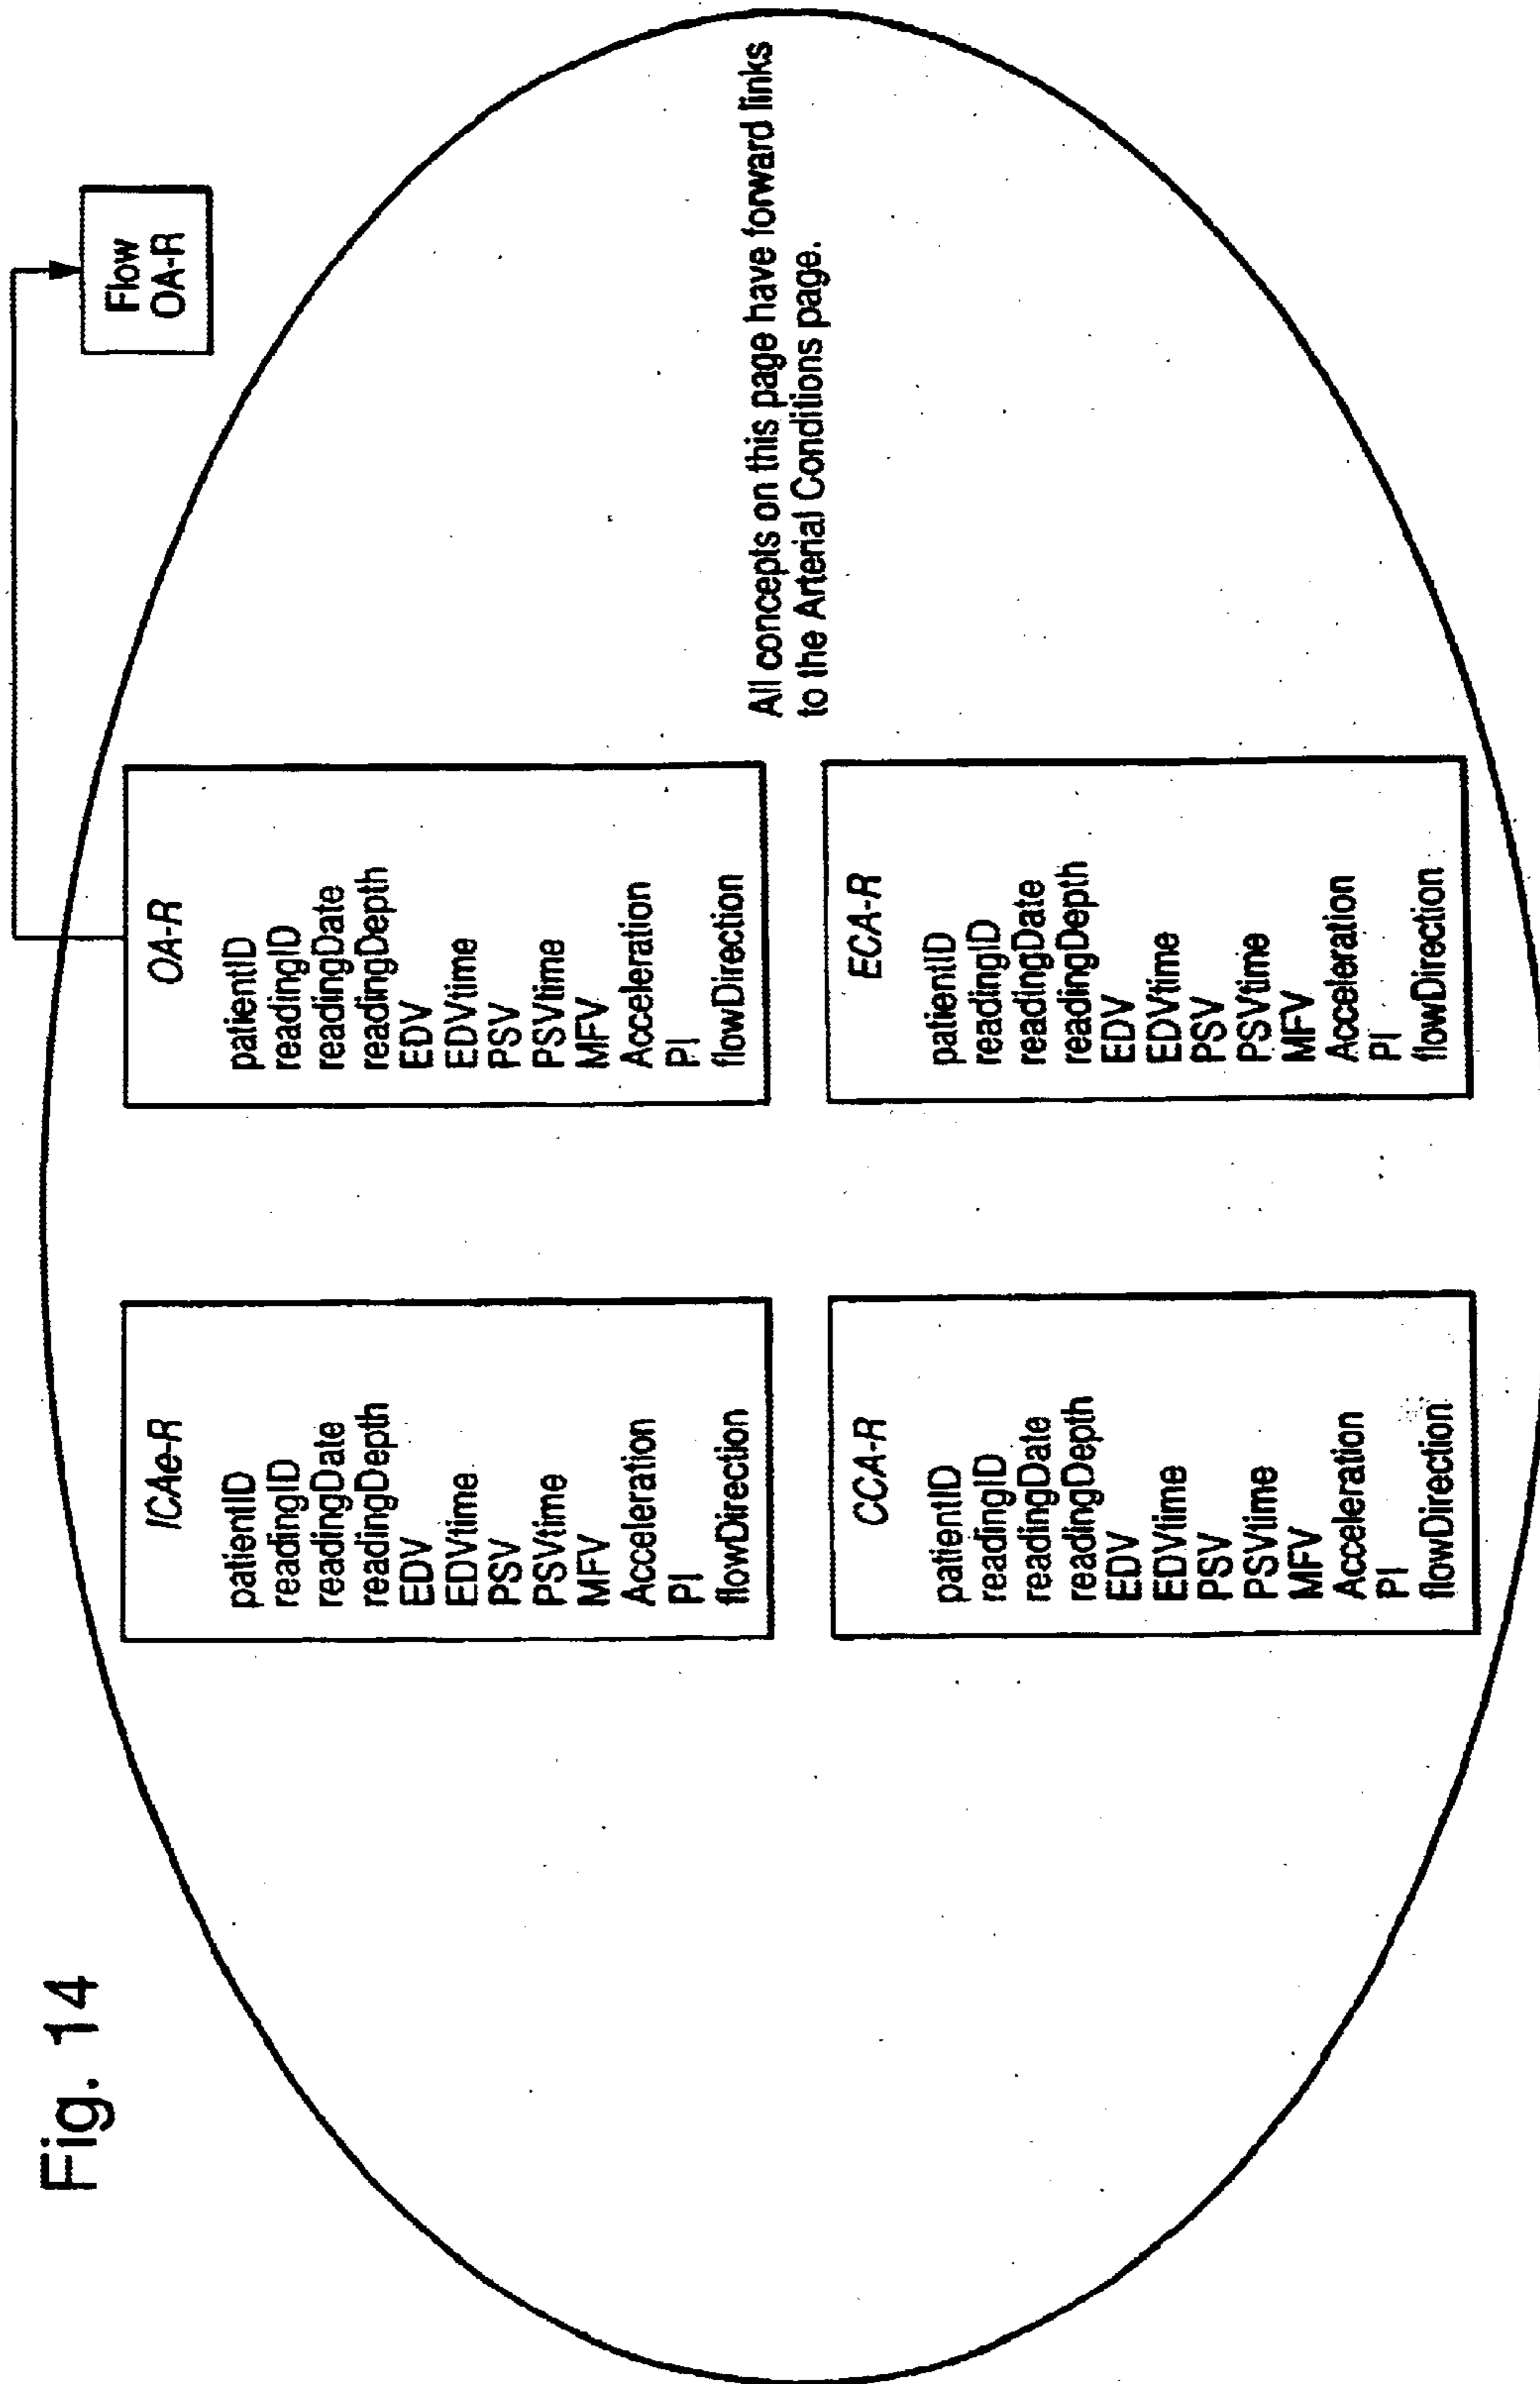 Fig. 14
Flow
OA-R
ICAe-R
patientID
readingID
readingDate
readingDepth
EDV
EDVtime
PSV
PSVtime
MFV
Acceleration
PI
flowDirection
OA-R
patientID
readingID
readingDate
readingDepth
EDV
EDVtime
PSV
PSVtime
MFV
Acceleration
PI
flowDirection
CCA-R
patientID
readingID
readingDate
readingDepth
EDV
EDVtime
PSV
PSVtime
MFV
Acceleration
PI
flowDirection
ECA-R
patientID
readingID
readingDate
readingDepth
EDV
EDVtime
PSV
PSVtime
MFV
Acceleration
PI
flowDirection
All concepts on this page have forward links
to the Arterial Conditions page.